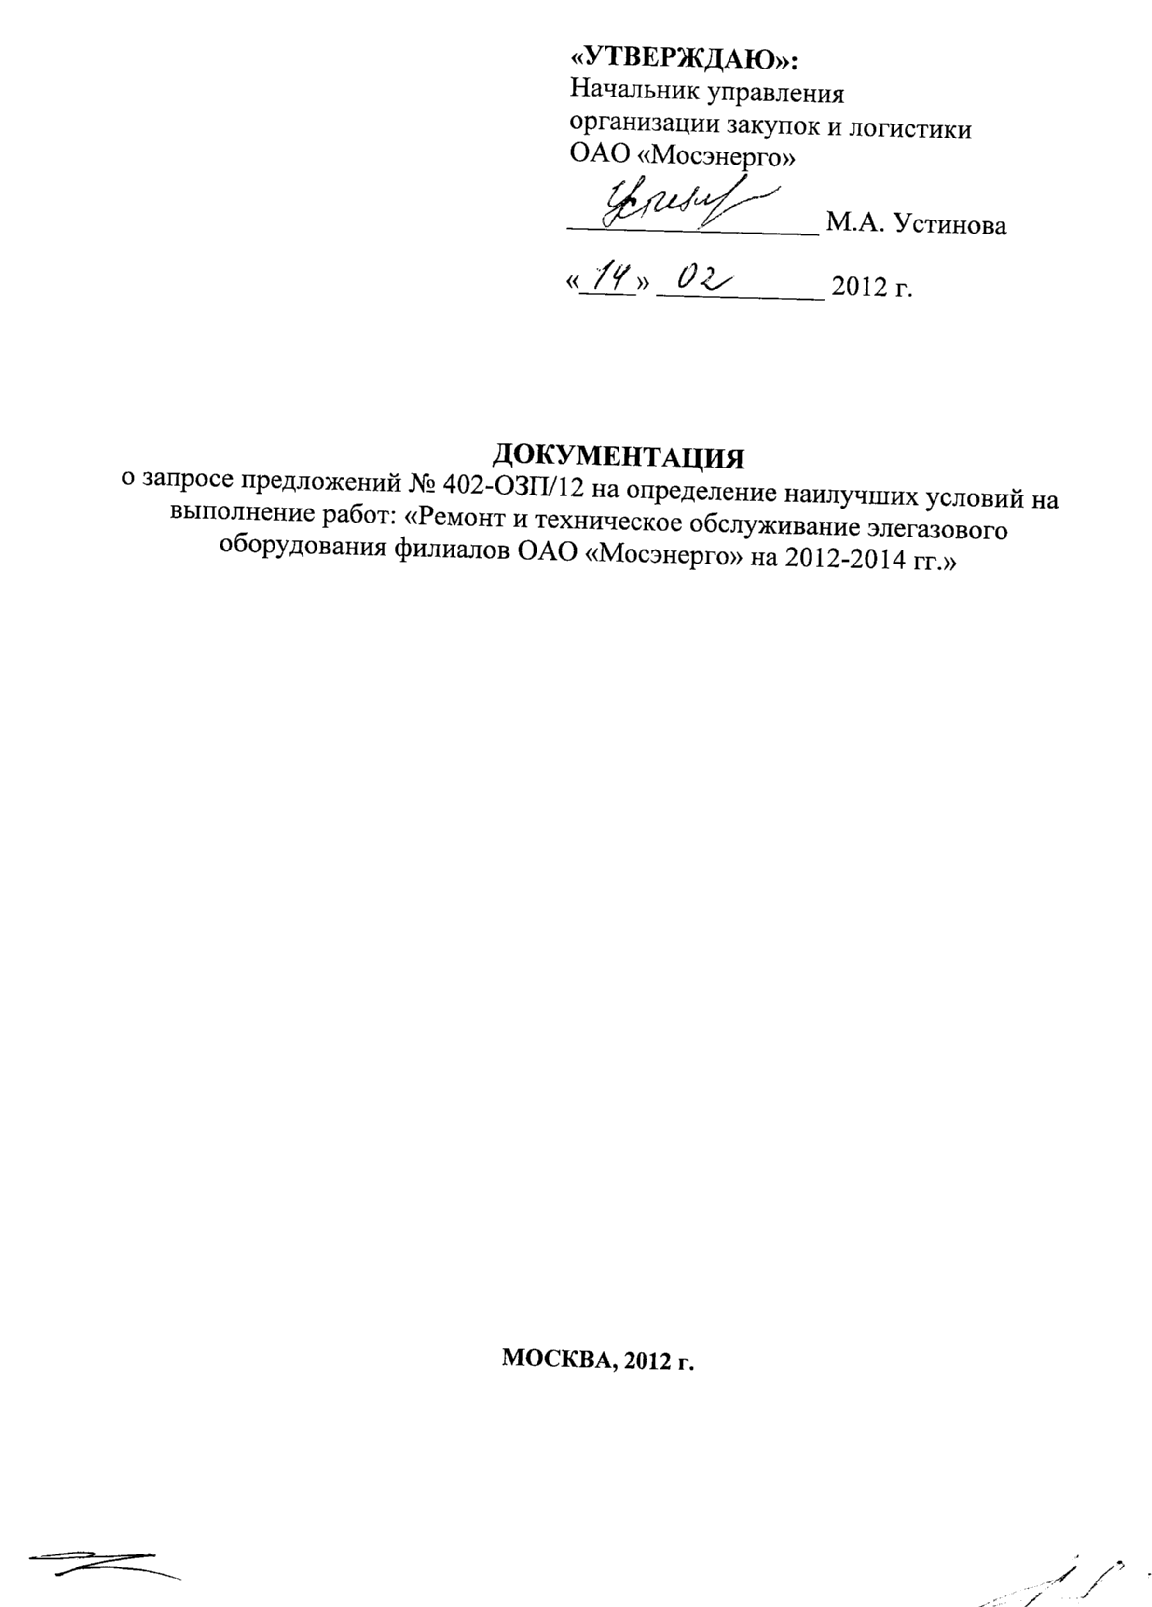 «УТВЕРЖДАЮ»:
Начальник управления
организации закупок и логистики
ОАО «Мосэнерго»
М.А. Устинова
«14» 02 2012 г.
ДОКУМЕНТАЦИЯ
о запросе предложений № 402-ОЗП/12 на определение наилучших условий на
выполнение работ: «Ремонт и техническое обслуживание элегазового
оборудования филиалов ОАО «Мосэнерго» на 2012-2014 гг.»
МОСКВА, 2012 г.